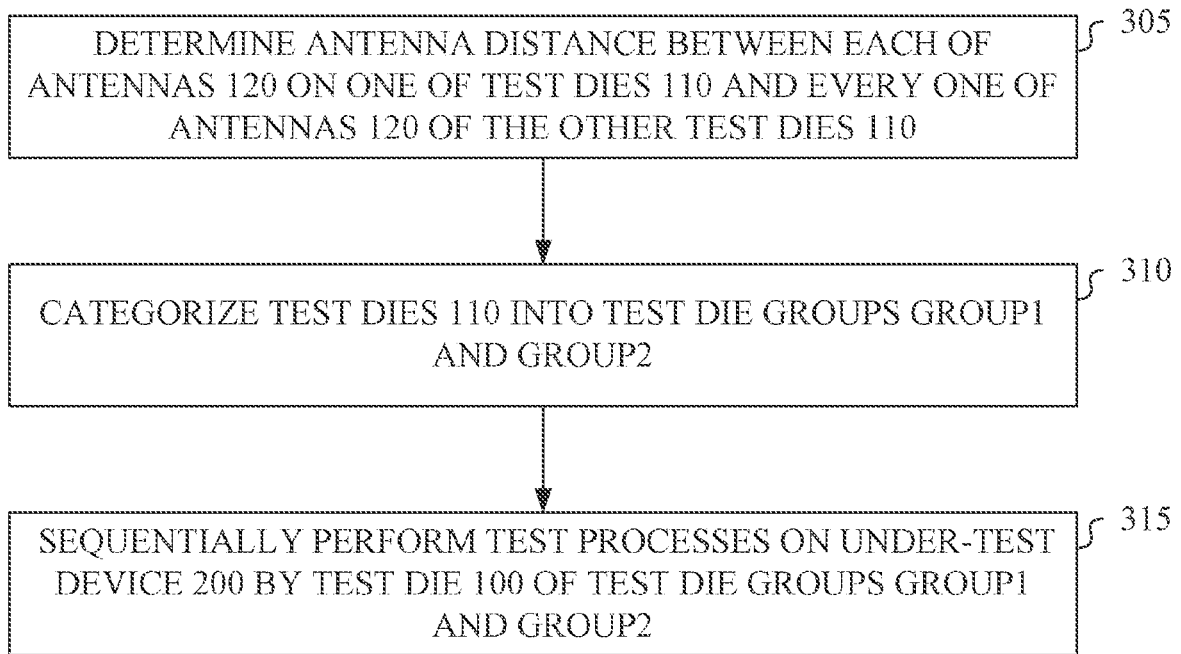 305
DETERMINE ANTENNA DISTANCE BETWEEN EACH OF
ANTENNAS 120 ON ONE OF TEST DIES 110 AND EVERY ONE OF
ANTENNAS 120 OF THE OTHER TEST DIES 110
310
CATEGORIZE TEST DIES 110 INTO TEST DIE GROUPS GROUP1
AND GROUP2
315
SEQUENTIALLY PERFORM TEST PROCESSES ON UNDER-TEST
DEVICE 200 BY TEST DIE 100 OF TEST DIE GROUPS GROUP1
AND GROUP2